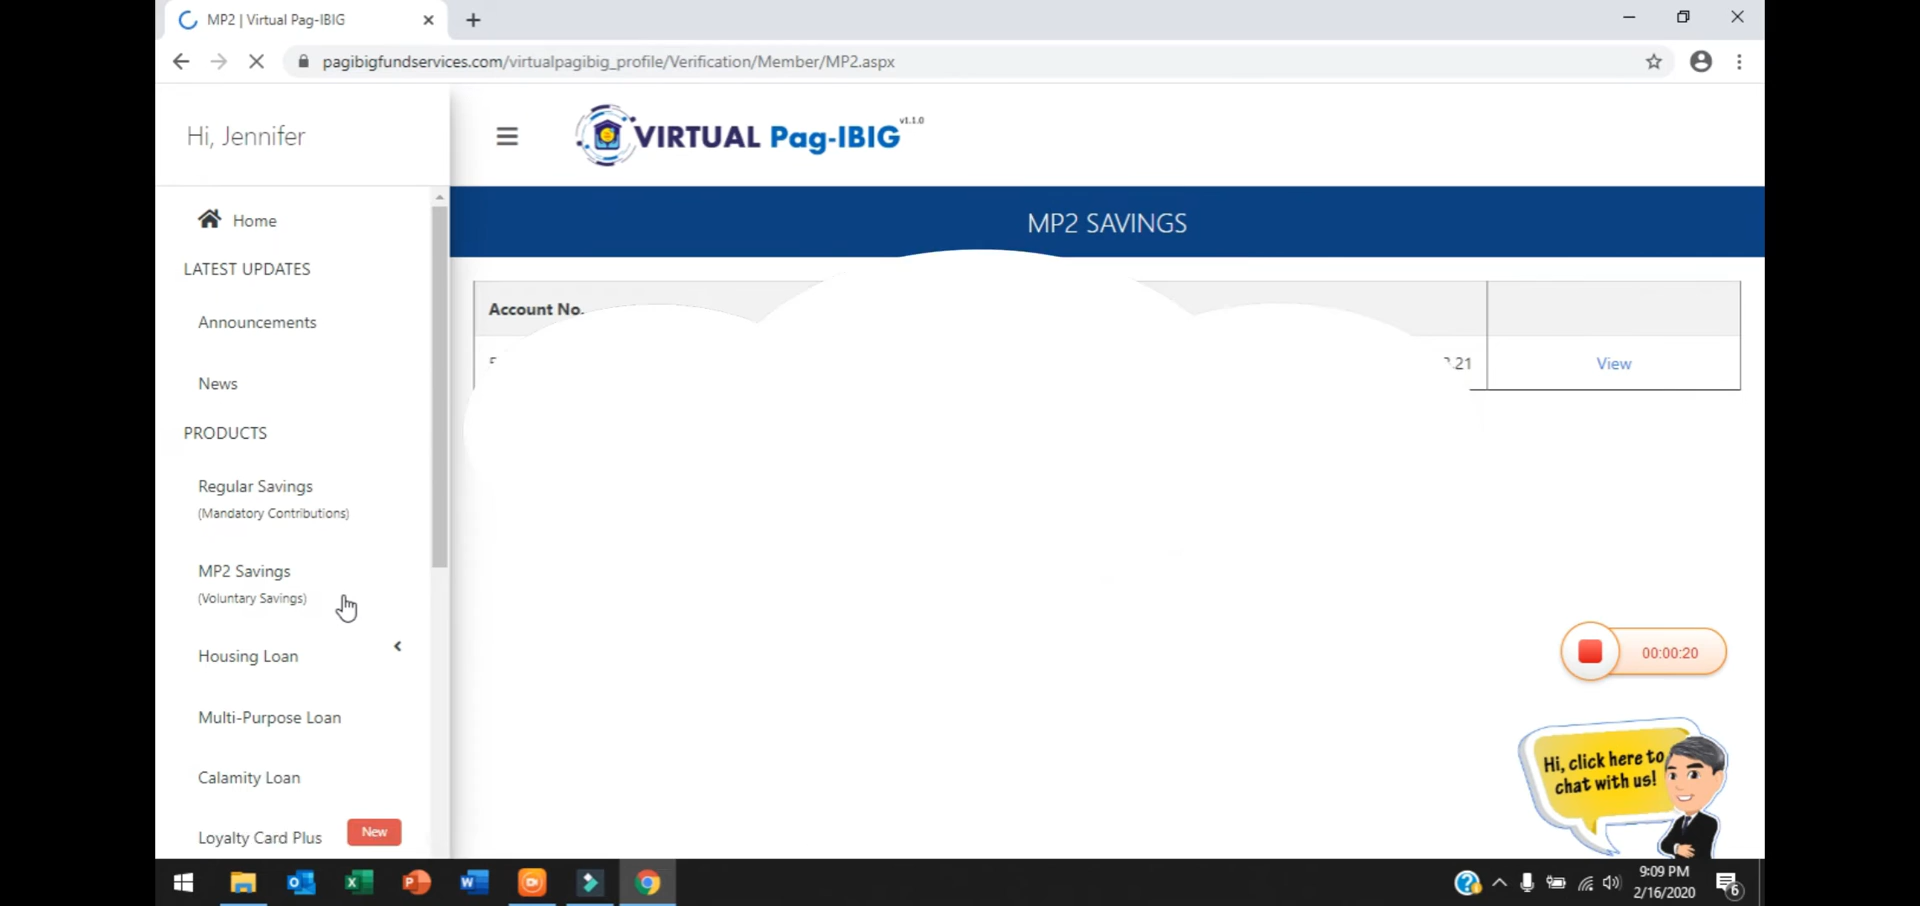 MP2 | Virtual Pag-IBIG
pagibigfundservices.com/virtualpagibig_profile/Verification/Member/MP2.aspx
Hi, Jennifer
VIRTUAL Pag-IBIG v1.1.0
MP2 SAVINGS
Home
LATEST UPDATES
Announcements
News
PRODUCTS
Regular Savings
(Mandatory Contributions)
MP2 Savings
(Voluntary Savings)
Housing Loan
Multi-Purpose Loan
Calamity Loan
Loyalty Card Plus New
Account No.
.21 View
00:00:20
Hi, click here to
chat with us!
9:09 PM
2/16/2020
6